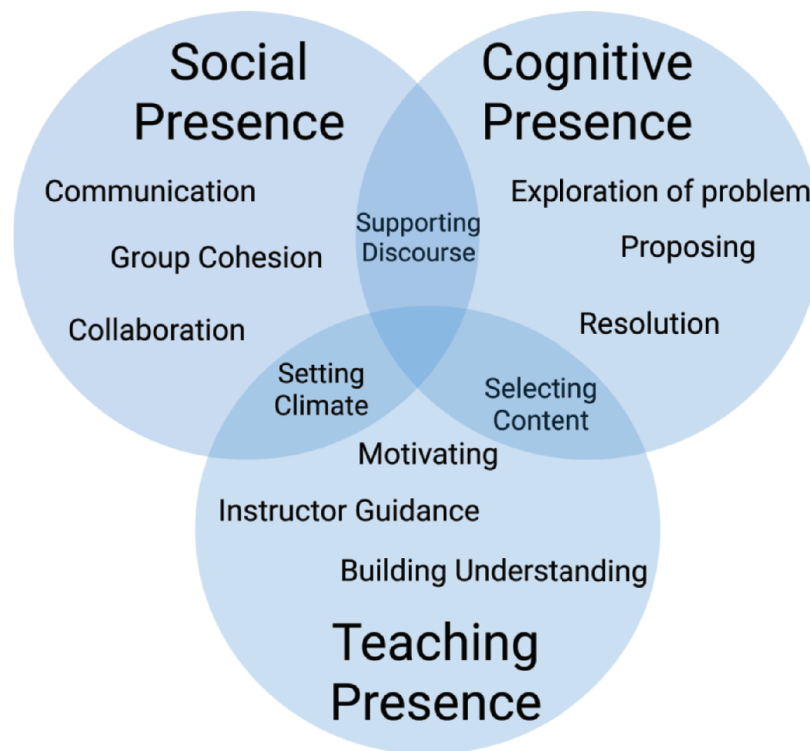 Social
Presence
Communication
Group Cohesion
Collaboration
Cognitive
Presence
Exploration of problem
Proposing
Resolution
Supporting
Discourse
Setting
Climate
Selecting
Content
Motivating
Instructor Guidance
Building Understanding
Teaching
Presence